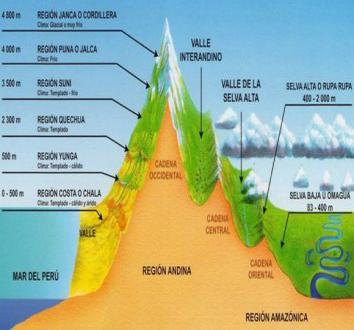 4 800 m REGIÓN JANCA O CORDILLERA
Clima: Glacial o muy frío
4 000 m REGIÓN PUNA O JALCA
Clima: Frío
3 500 m REGIÓN SUNI
Clima: Templado - frío
2 300 m REGIÓN QUECHUA
Clima: Templado
500 m REGIÓN YUNGA
Clima: Templado - cálido
0 - 500 m REGIÓN COSTA O CHALA
Clima: Templado - cálido y árido
VALLE
INTERANDINO
VALLE DE LA
SELVA ALTA
SELVA ALTA O RUPA RUPA
400 - 2 000 m
SELVA BAJA U OMAGUA
83 - 400 m
CADENA
OCCIDENTAL
CADENA
CENTRAL
CADENA
ORIENTAL
VALLE
MAR DEL PERÚ
REGIÓN ANDINA
REGIÓN AMAZÓNICA